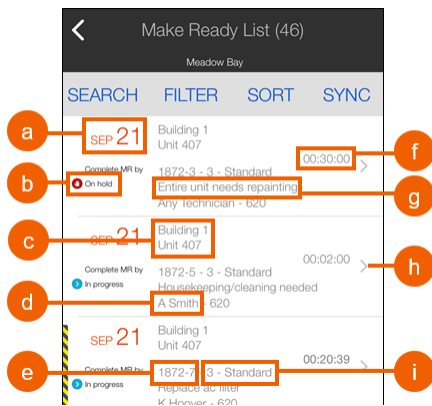 Make Ready List (46)
Meadow Bay
SEARCH FILTER SORT SYNC
a
SEP 21
Building 1
Unit 407
00:30:00
f
Complete MR by
1872-3 - 3 - Standard
b
On hold
Entire unit needs repainting
g
Any Technician - 620
c
SEP 21
Building 1
Unit 407
00:02:00
h
Complete MR by
1872-5 - 3 - Standard
In progress
Housekeeping/cleaning needed
d
A Smith - 620
SEP 21
Building 1
Unit 407
00:20:39
e
Complete MR by
1872-7 - 3 - Standard
i
In progress
Replace ac filter
K Hoover - 620